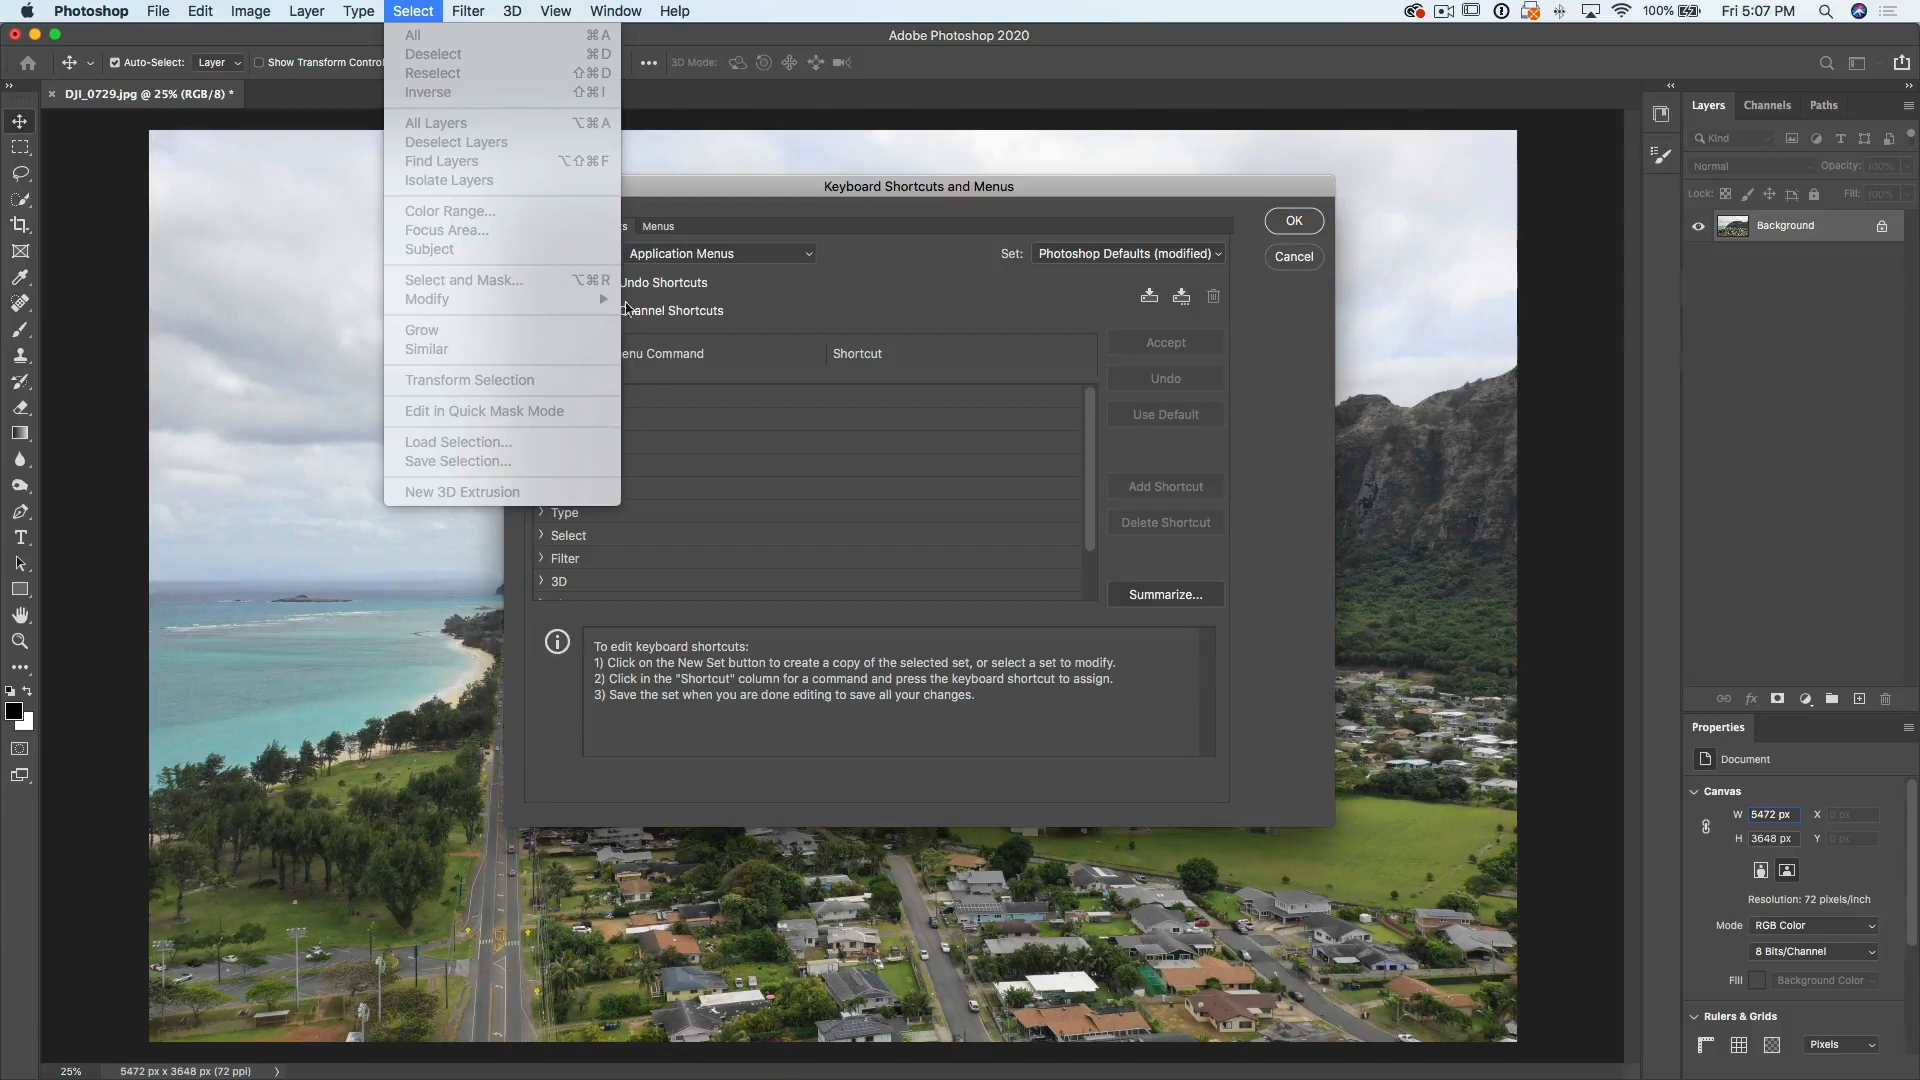 Photoshop File Edit Image Layer Type Select Filter 3D View Window Help 100% Fri 5:07 PM
Adobe Photoshop 2020
Auto-Select: Layer Show Transform Control 3D Mode:
DJI_0729.jpg @ 25% (RGB/8) *
All ⌘A
Deselect ⌘D
Reselect ⇧⌘D
Inverse ⇧⌘I
All Layers ⌥⌘A
Deselect Layers
Find Layers ⌥⇧⌘F
Isolate Layers
Color Range...
Focus Area...
Subject
Select and Mask... ⌥⌘R
Modify
Grow
Similar
Transform Selection
Edit in Quick Mask Mode
Load Selection...
Save Selection...
New 3D Extrusion
Keyboard Shortcuts and Menus
s Menus
Application Menus Set: Photoshop Defaults (modified)
Undo Shortcuts
annel Shortcuts
enu Command Shortcut
Type
Select
Filter
3D
OK
Cancel
Accept
Undo
Use Default
Add Shortcut
Delete Shortcut
Summarize...
To edit keyboard shortcuts:
1) Click on the New Set button to create a copy of the selected set, or select a set to modify.
2) Click in the "Shortcut" column for a command and press the keyboard shortcut to assign.
3) Save the set when you are done editing to save all your changes.
Layers Channels Paths
Kind
Normal Opacity: 100%
Lock: Fill: 100%
Background
Properties
Document
Canvas
W 5472 px X 0 px
H 3648 px Y 0 px
Resolution: 72 pixels/inch
Mode RGB Color
8 Bits/Channel
Fill Background Color
Rulers & Grids
Pixels
25% 5472 px x 3648 px (72 ppi)